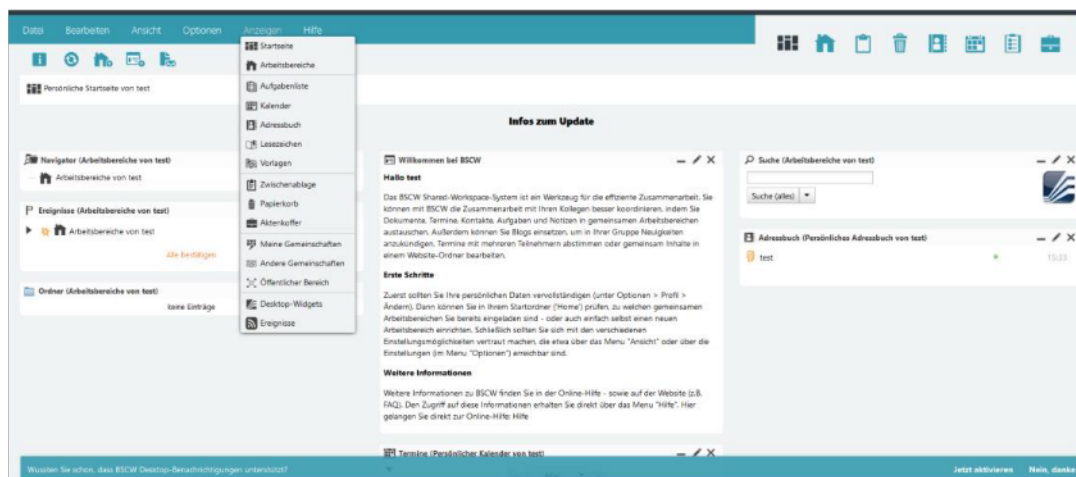 Datei Bearbeiten Ansicht Optionen Anzeigen Hilfe
Startseite
Arbeitsbereiche
Aufgabenliste
Kalender
Adressbuch
Lesezeichen
Vorlagen
Zwischenablage
Papierkorb
Aktenkoffer
Meine Gemeinschaften
Andere Gemeinschaften
Öffentlicher Bereich
Desktop-Widgets
Ereignisse
Persönliche Startseite von test
Infos zum Update
Navigator (Arbeitsbereiche von test)
Arbeitsbereiche von test
Ereignisse (Arbeitsbereiche von test)
Arbeitsbereiche von test
Alle bestätigen
Ordner (Arbeitsbereiche von test)
keine Einträge
Willkommen bei BSCW
Hallo test
Das BSCW Shared-Workspace-System ist ein Werkzeug für die effiziente Zusammenarbeit. Sie
können mit BSCW die Zusammenarbeit mit Ihren Kollegen besser koordinieren, indem Sie
Dokumente, Termine, Kontakte, Aufgaben und Notizen in gemeinsamen Arbeitsbereichen
austauschen. Außerdem können Sie Blogs einsetzen, um in Ihrer Gruppe Neuigkeiten
anzukündigen, Termine mit mehreren Teilnehmern abstimmen oder gemeinsam Inhalte in
einem Website-Ordner bearbeiten.
Erste Schritte
Zuerst sollten Sie Ihre persönlichen Daten vervollständigen (unter Optionen > Profil >
Ändern). Dann können Sie in Ihrem Startordner ('Home') prüfen, zu welchen gemeinsamen
Arbeitsbereichen Sie bereits eingeladen sind - oder auch einfach selbst einen neuen
Arbeitsbereich einrichten. Schließlich sollten Sie sich mit den verschiedenen
Einstellungsmöglichkeiten vertraut machen, die etwa über das Menu "Ansicht" oder über die
Einstellungen (im Menu "Optionen") erreichbar sind.
Weitere Informationen
Weitere Informationen zu BSCW finden Sie in der Online-Hilfe - sowie auf der Website (z.B.
FAQ). Den Zugriff auf diese Informationen erhalten Sie direkt über das Menu "Hilfe". Hier
gelangen Sie direkt zur Online-Hilfe: Hilfe
Termine (Persönlicher Kalender von test)
Suche (Arbeitsbereiche von test)
Suche (alles)
Adressbuch (Persönliches Adressbuch von test)
test 15:33
Wussten Sie schon, dass BSCW Desktop-Benachrichtigungen unterstützt?
Jetzt aktivieren Nein, danke